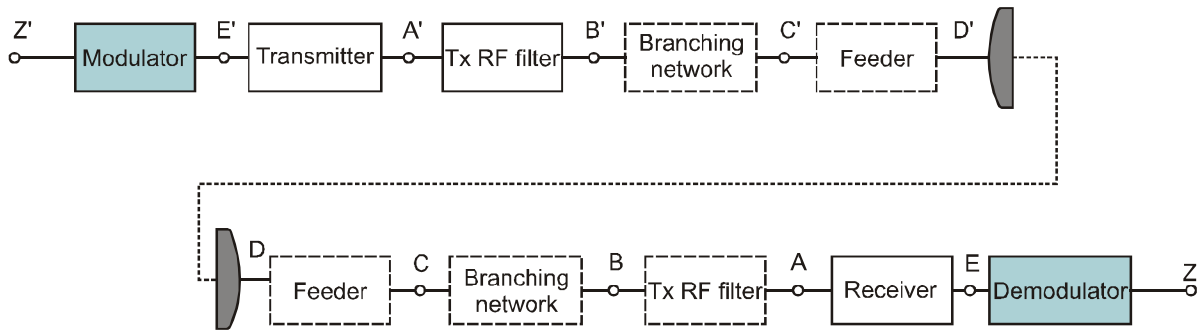 Z' Modulator E' Transmitter A' Tx RF filter B' Branching network C' Feeder D'
D Feeder C Branching network B Tx RF filter A Receiver E Demodulator Z